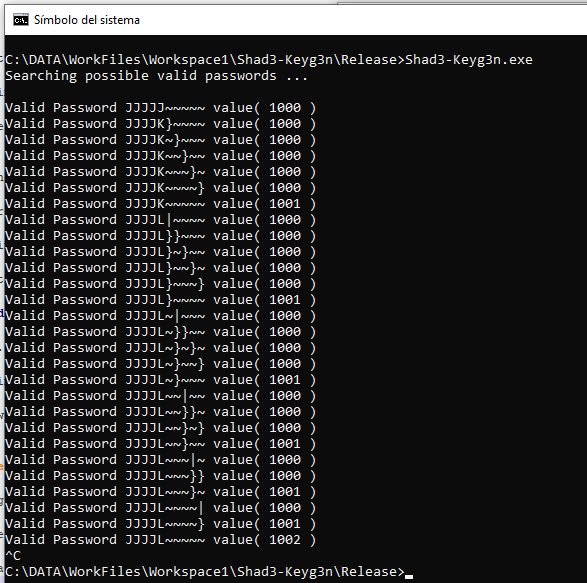 Símbolo del sistema
C:\DATA\WorkFiles\Workspace1\Shad3-Keyg3n\Release>Shad3-Keyg3n.exe
Searching possible valid passwords ...
Valid Password JJJJJ~~~~~ value( 1000 )
Valid Password JJJJK}~~~~ value( 1000 )
Valid Password JJJJK~}~~~ value( 1000 )
Valid Password JJJJK~~}~~ value( 1000 )
Valid Password JJJJK~~~}~ value( 1000 )
Valid Password JJJJK~~~~} value( 1000 )
Valid Password JJJJK~~~~~ value( 1001 )
Valid Password JJJJL|~~~~ value( 1000 )
Valid Password JJJJL}}~~~ value( 1000 )
Valid Password JJJJL}~}~~ value( 1000 )
Valid Password JJJJL}~~}~ value( 1000 )
Valid Password JJJJL}~~~} value( 1000 )
Valid Password JJJJL}~~~~ value( 1001 )
Valid Password JJJJL~|~~~ value( 1000 )
Valid Password JJJJL~}}~~ value( 1000 )
Valid Password JJJJL~}~}~ value( 1000 )
Valid Password JJJJL~}~~} value( 1000 )
Valid Password JJJJL~}~~~ value( 1001 )
Valid Password JJJJL~~|~~ value( 1000 )
Valid Password JJJJL~~}}~ value( 1000 )
Valid Password JJJJL~~}~} value( 1000 )
Valid Password JJJJL~~}~~ value( 1001 )
Valid Password JJJJL~~~|~ value( 1000 )
Valid Password JJJJL~~~}} value( 1000 )
Valid Password JJJJL~~~}~ value( 1001 )
Valid Password JJJJL~~~~| value( 1000 )
Valid Password JJJJL~~~~} value( 1001 )
Valid Password JJJJL~~~~~ value( 1002 )
^C
C:\DATA\WorkFiles\Workspace1\Shad3-Keyg3n\Release>